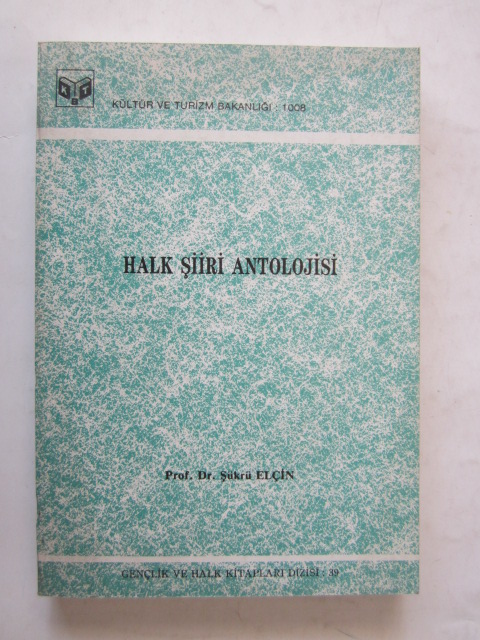 KÜLTÜR VE TURİZM BAKANLIĞI : 1008
HALK ŞİİRİ ANTOLOJİSİ
Prof. Dr. Şükrü ELÇİN
GENÇLİK VE HALK KİTAPLARI DİZİSİ : 39